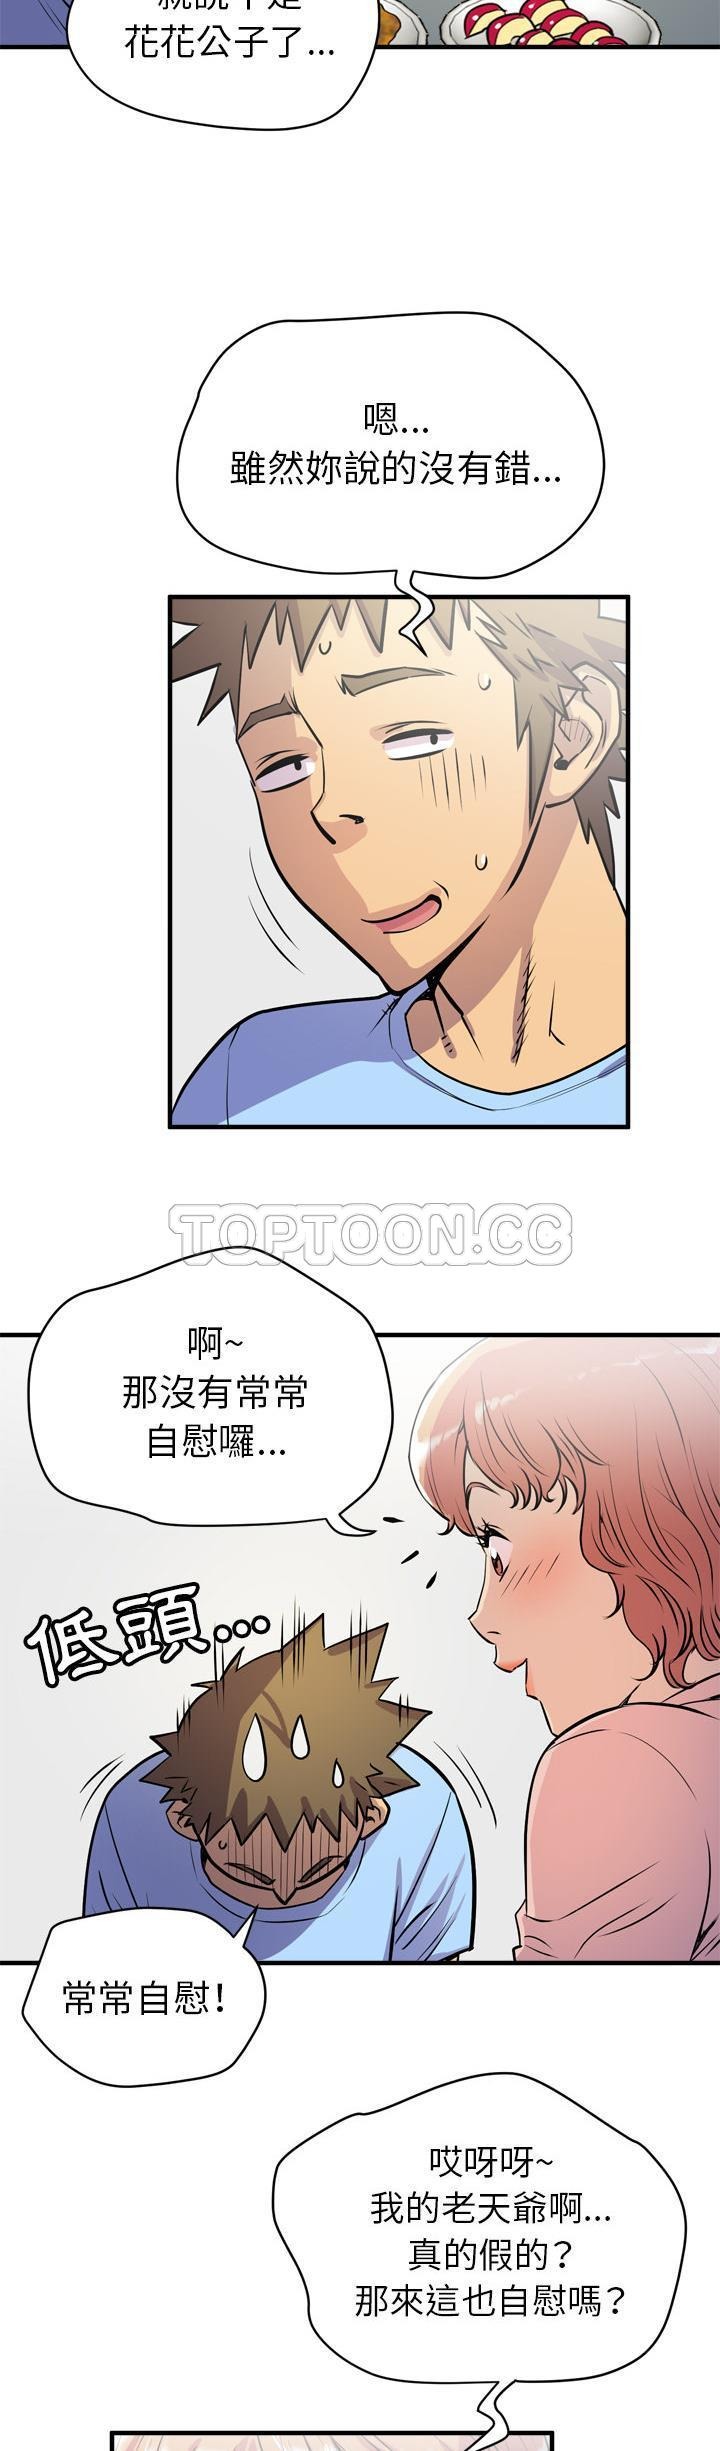 花花公子了...
嗯...
雖然妳說的沒有錯...
TOPTOON.CC
啊~
那沒有常常
自慰囉...
低頭...
常常自慰!
哎呀呀~
我的老天爺啊...
真的假的?
那來這也自慰嗎?